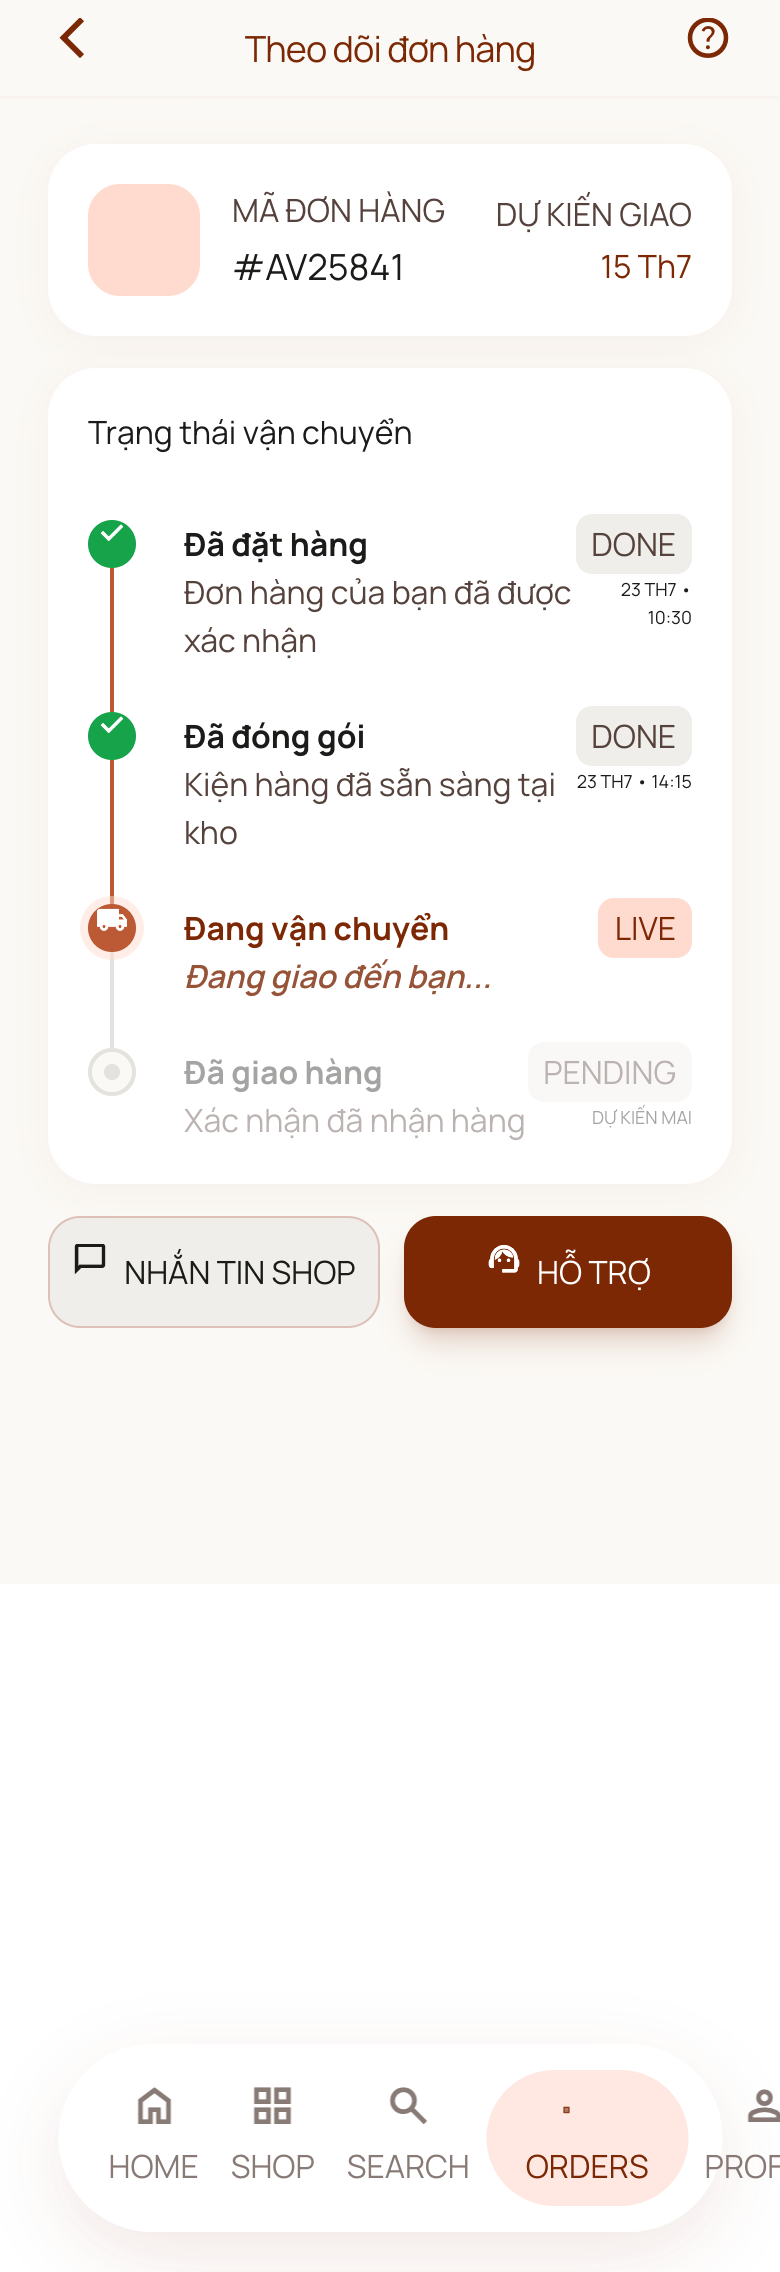 Theo dõi đơn hàng
MÃ ĐƠN HÀNG
#AV25841
DỰ KIẾN GIAO
15 Th7
Trạng thái vận chuyển
Đã đặt hàng
DONE
Đơn hàng của bạn đã được
xác nhận
23 TH7 •
10:30
Đã đóng gói
DONE
Kiện hàng đã sẵn sàng tại
kho
23 TH7 • 14:15
Đang vận chuyển
LIVE
Đang giao đến bạn...
Đã giao hàng
PENDING
Xác nhận đã nhận hàng
DỰ KIẾN MAI
NHẮN TIN SHOP
HỖ TRỢ
HOME
SHOP
SEARCH
ORDERS
PROF